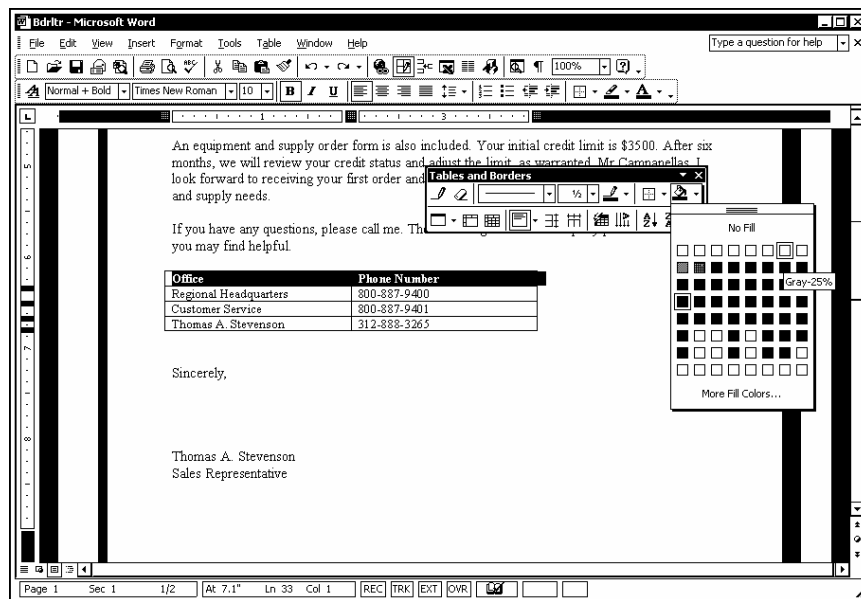 Bdrltr - Microsoft Word
File Edit View Insert Format Tools Table Window Help
Type a question for help
100%
Normal + Bold Times New Roman 10 B I U
1 3
An equipment and supply order form is also included. Your initial credit limit is $3500. After six
months, we will review your credit status and adjust the limit, as warranted. Mr. Campanellas, I
look forward to receiving your first order and
and supply needs.
Tables and Borders
½
No Fill
If you have any questions, please call me. The
you may find helpful.
Gray-25%
Office Phone Number
Regional Headquarters 800-887-9400
Customer Service 800-887-9401
Thomas A. Stevenson 312-888-3265
Sincerely,
More Fill Colors...
Thomas A. Stevenson
Sales Representative
Page 1 Sec 1 1/2 At 7.1" Ln 33 Col 1 REC TRK EXT OVR